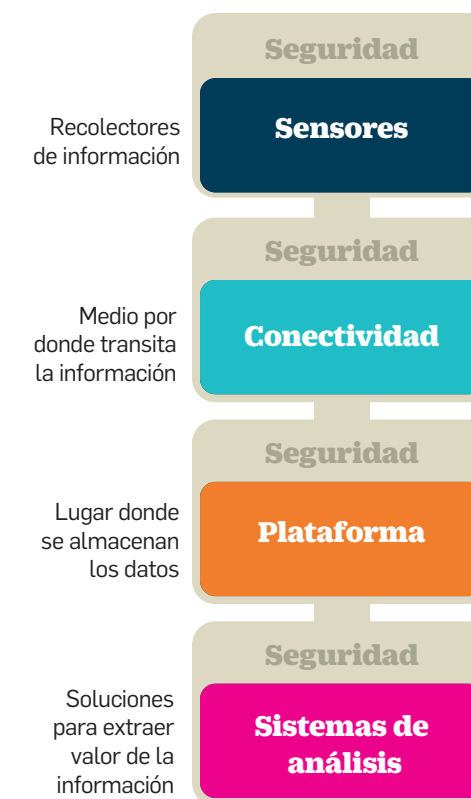 Seguridad
Sensores
Recolectores
de información
Seguridad
Conectividad
Medio por
donde transita
la información
Seguridad
Plataforma
Lugar donde
se almacenan
los datos
Seguridad
Sistemas de
análisis
Soluciones
para extraer
valor de la
información